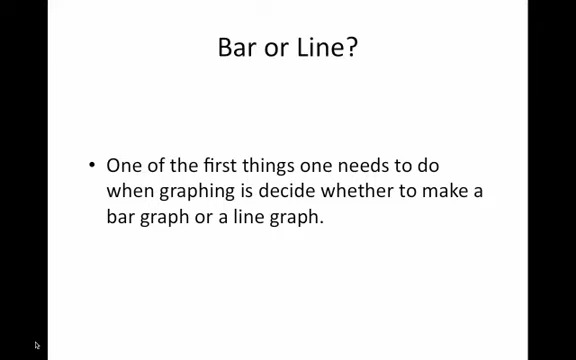 Bar or Line?
• One of the first things one needs to do
when graphing is decide whether to make a
bar graph or a line graph.